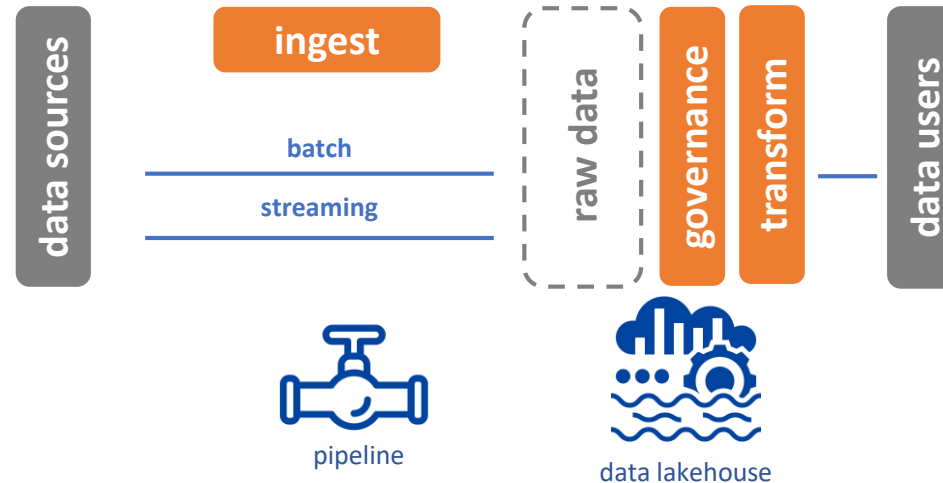 data sources
ingest
batch
streaming
raw data
governance
transform
data users
pipeline
data lakehouse